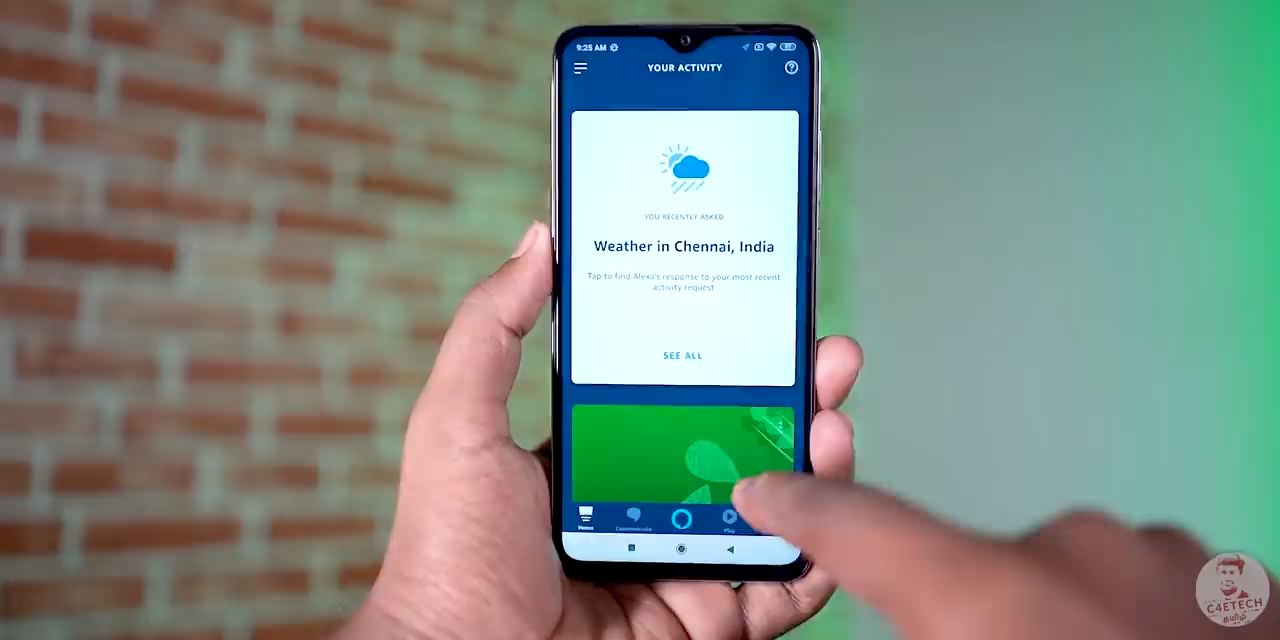 9:25 AM
YOUR ACTIVITY
YOU RECENTLY ASKED
Weather in Chennai, India
Tap to find Alexa's response to your most recent
activity request
SEE ALL
Home
Communicate
Play
C4ETECH
தமிழ்